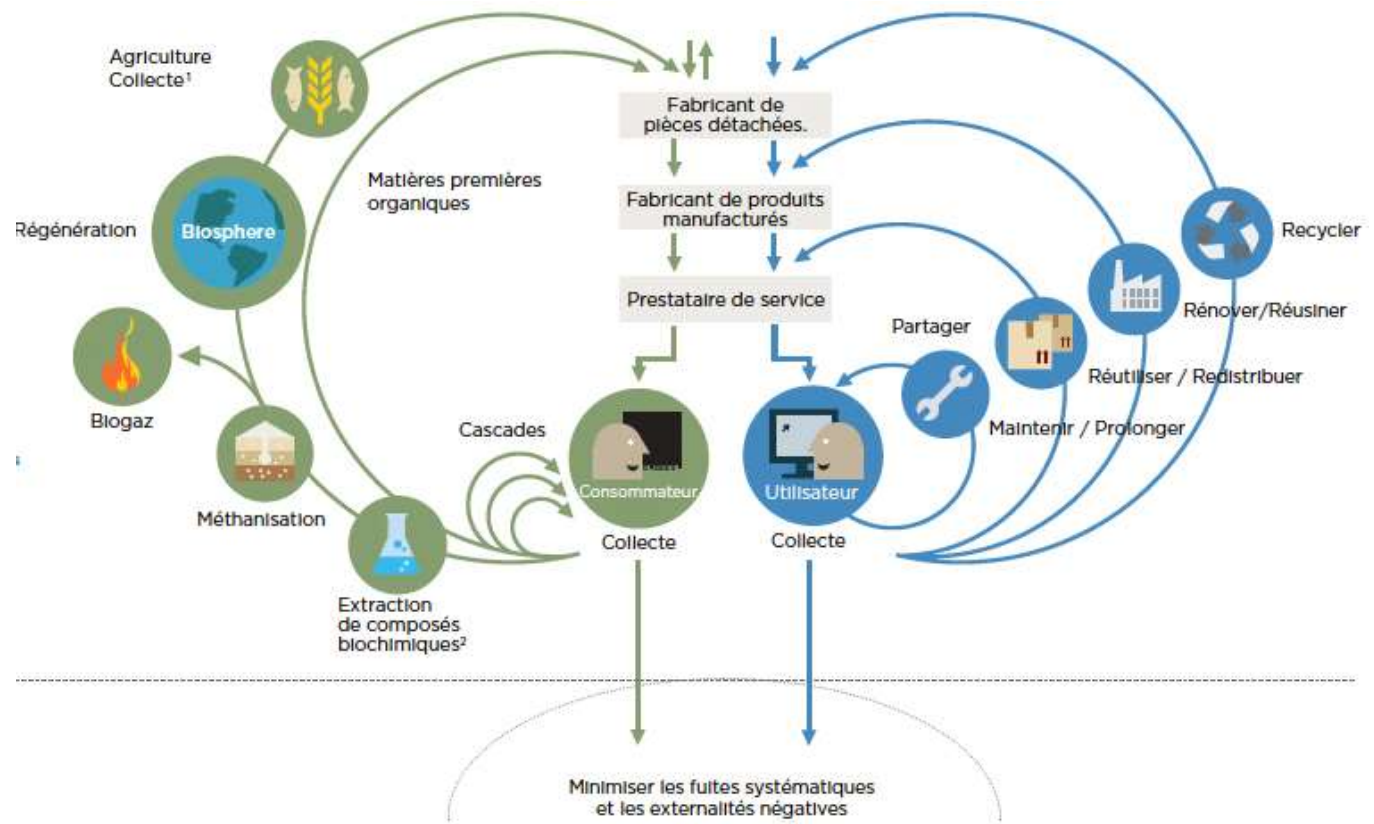 Agriculture
Collecte¹
Fabricant de
pièces détachées.
Matières premières
organiques
Fabricant de produits
manufacturés
Régénération
Biosphere
Recycler
Prestataire de service
Rénover/Réusiner
Partager
Réutiliser / Redistribuer
Biogaz
Cascades
Maintenir / Prolonger
Consommateur
Utilisateur
Méthanisation
Collecte
Collecte
Extraction
de composés
biochimiques²
Minimiser les fuites systématiques
et les externalités négatives